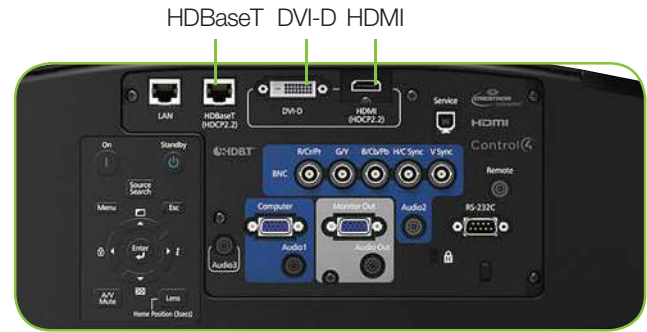 HDBaseT DVI-D HDMI
LAN
HDBaseT
(HDCP2.2)
DVI-D
HDMI
(HDCP2.2)
Service
CRESTRON
HDMI
Control4
HDBT
BNC
R/Cr/Pr G/Y B/Cb/Pb H/C Sync V Sync
Remote
On
Standby
Source
Search
Menu
Esc
Enter
A/V
Mute
Lens
Home Position (3secs)
Computer
Monitor Out
Audio2
RS-232C
Audio3
Audio1
Audio Out